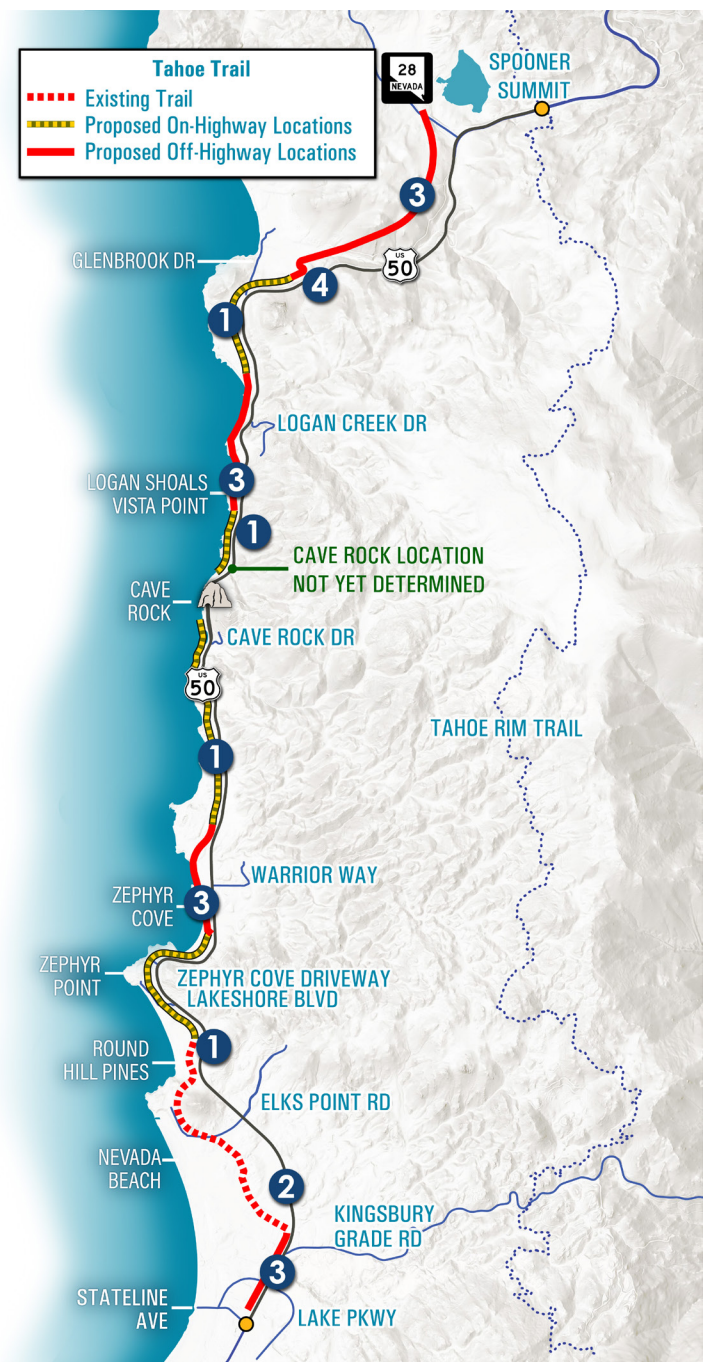 Tahoe Trail
Existing Trail
Proposed On-Highway Locations
Proposed Off-Highway Locations
28
NEVADA
SPOONER
SUMMIT
3
GLENBROOK DR
US
50
4
1
LOGAN CREEK DR
LOGAN SHOALS
VISTA POINT
3
1
CAVE ROCK LOCATION
NOT YET DETERMINED
CAVE
ROCK
CAVE ROCK DR
US
50
TAHOE RIM TRAIL
1
WARRIOR WAY
ZEPHYR
COVE
3
ZEPHYR
POINT
ZEPHYR COVE DRIVEWAY
LAKESHORE BLVD
1
ROUND
HILL PINES
ELKS POINT RD
NEVADA
BEACH
2
KINGSBURY
GRADE RD
3
STATELINE
AVE
LAKE PKWY